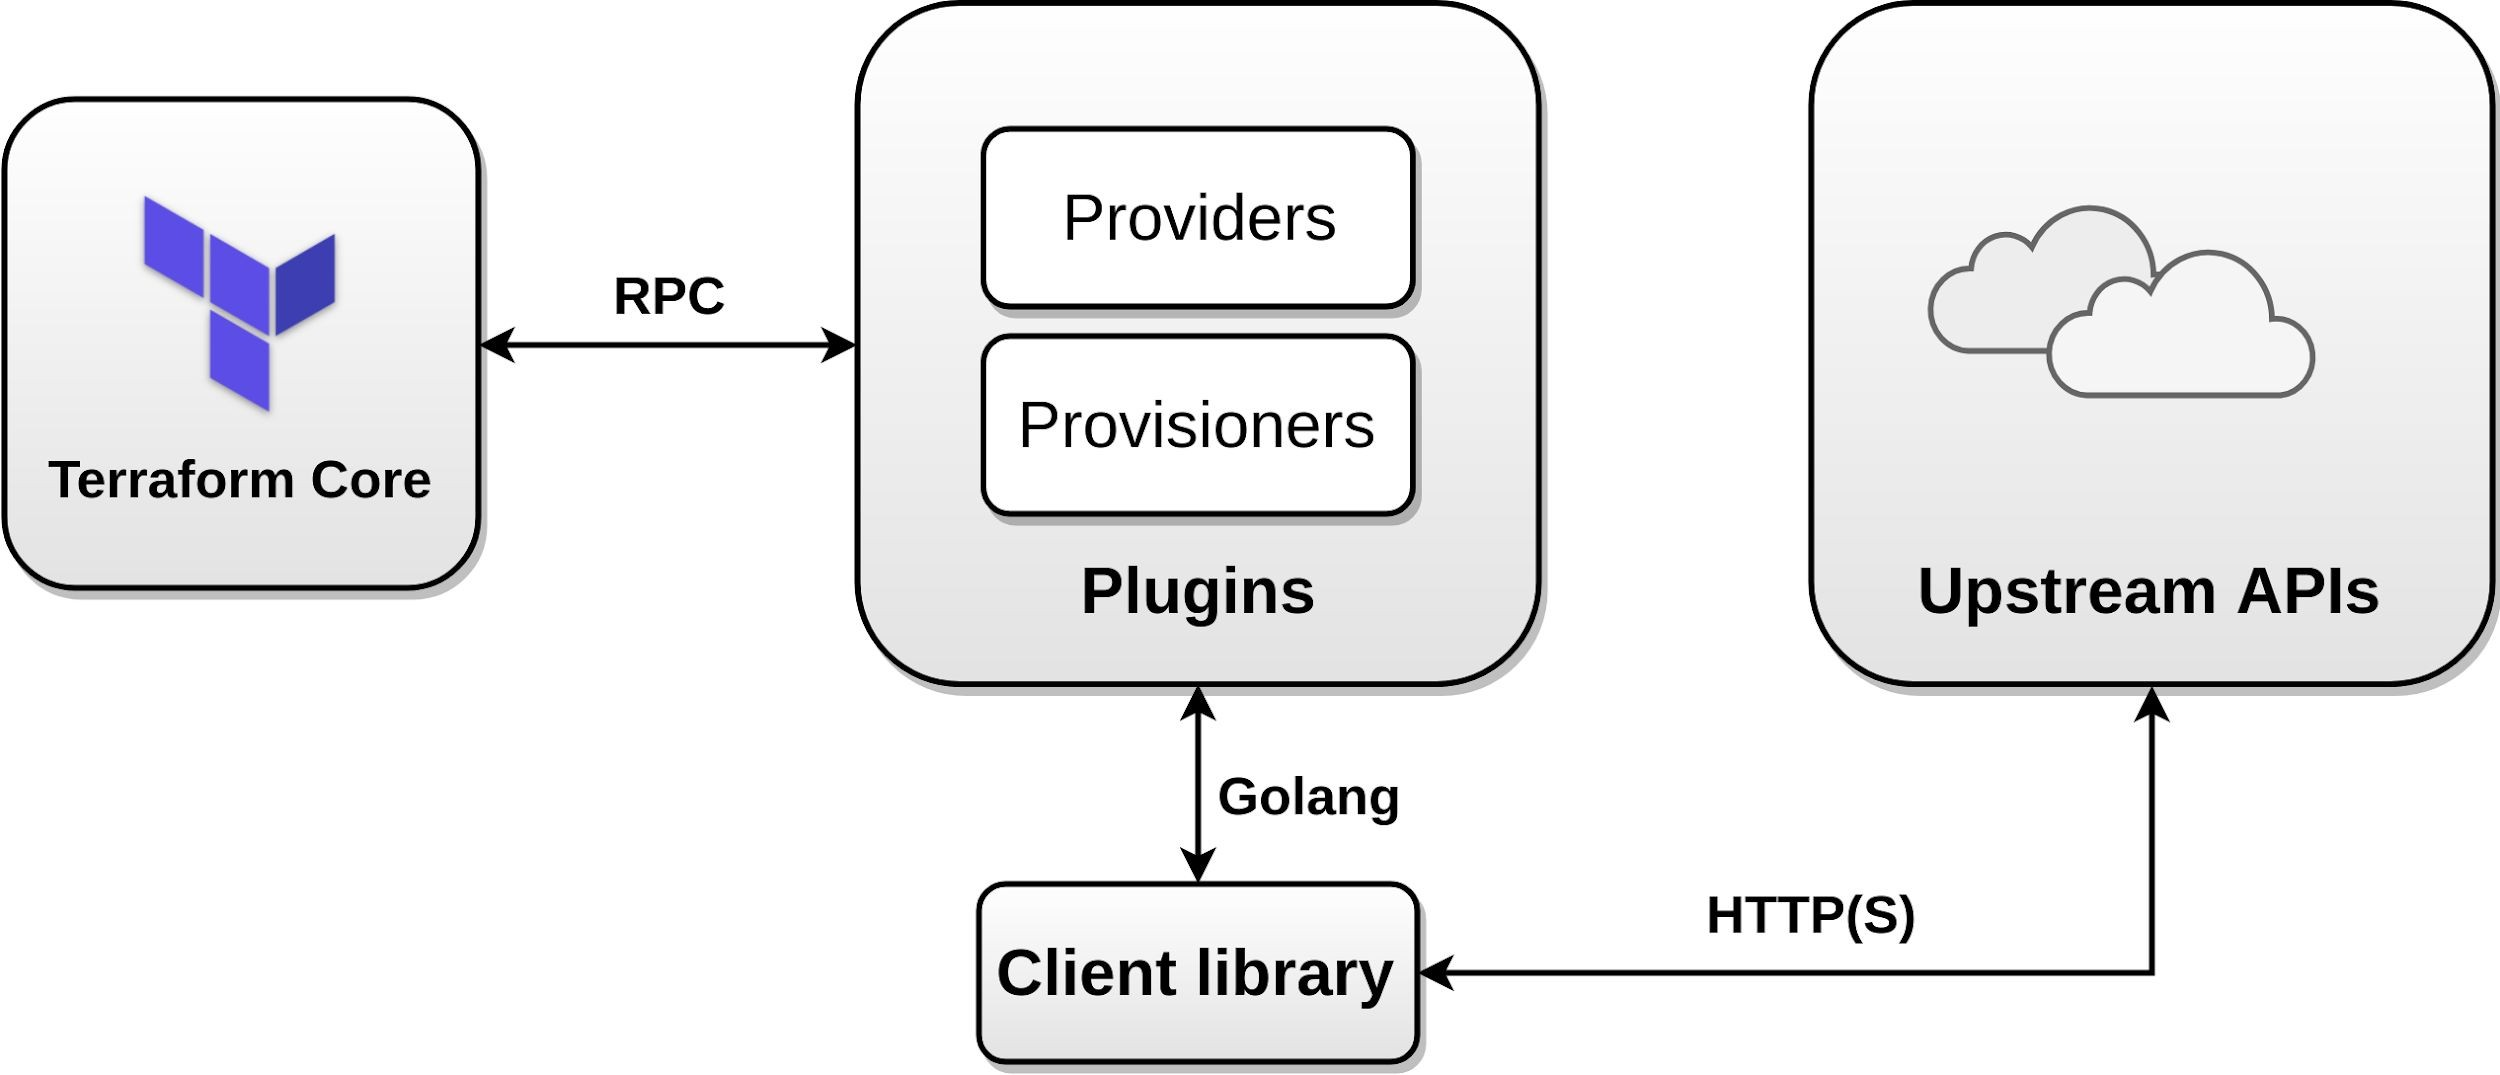 Terraform Core
RPC
Providers
Provisioners
Plugins
Upstream APIs
Golang
Client library
HTTP(S)